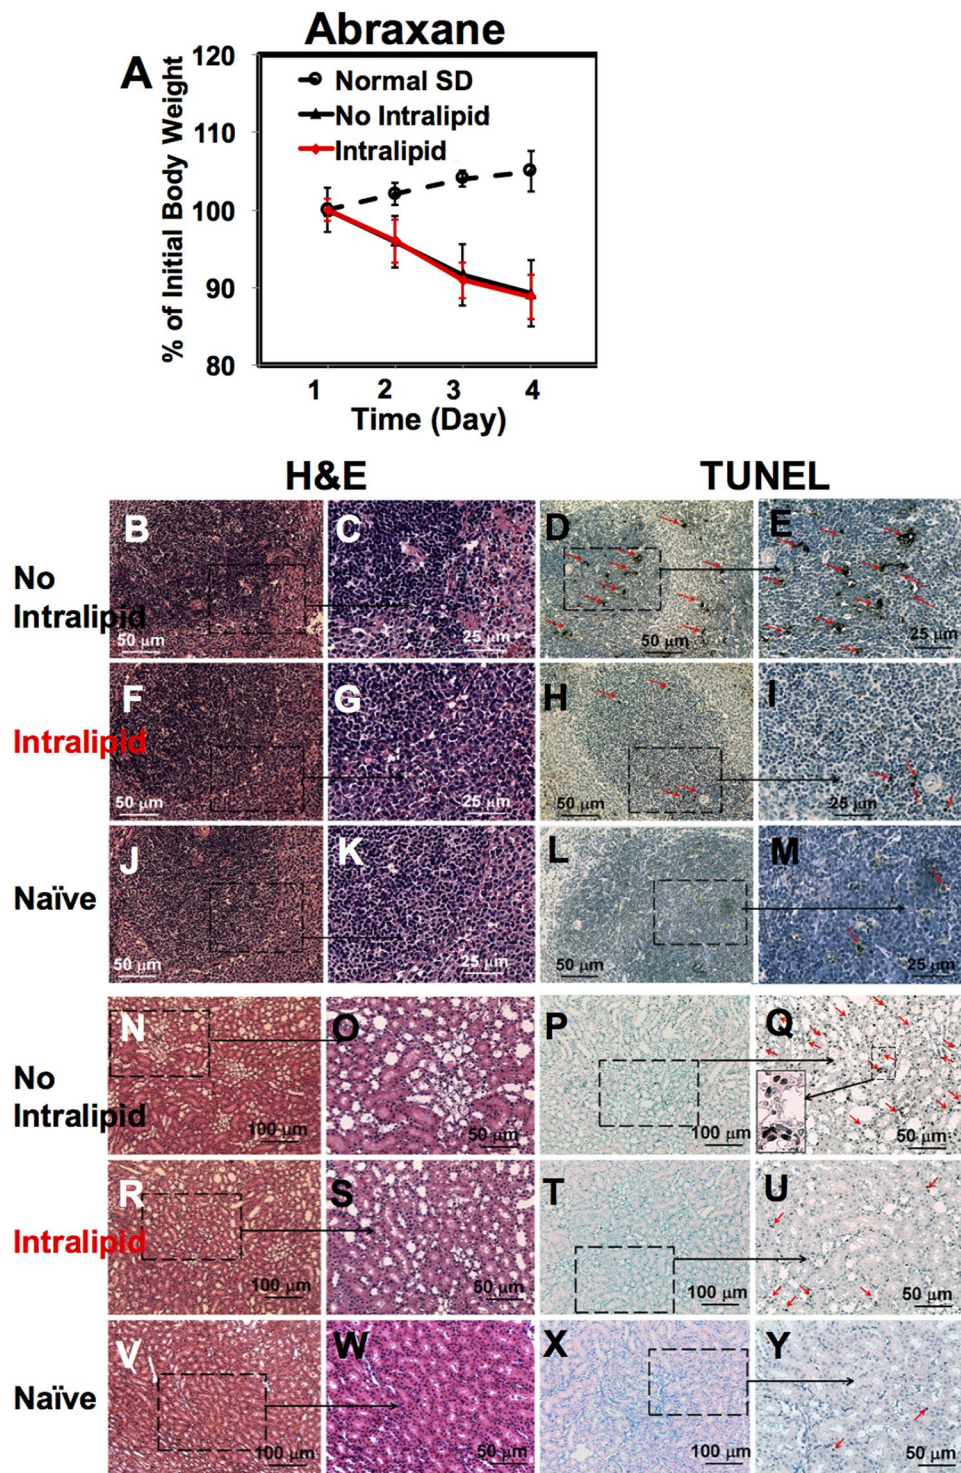 Abraxane
A
120
110
100
90
80
% of Initial Body Weight
Normal SD
No Intralipid
Intralipid
1 2 3 4
Time (Day)
H&E TUNEL
No
Intralipid
B C D E
50 μm 25 μm 50 μm 25 μm
Intralipid
F G H I
50 μm 25 μm 50 μm 25 μm
Naïve
J K L M
50 μm 25 μm 50 μm 25 μm
No
Intralipid
N O P Q
100 μm 50 μm 100 μm 50 μm
Intralipid
R S T U
100 μm 50 μm 100 μm 50 μm
Naïve
V W X Y
100 μm 50 μm 100 μm 50 μm